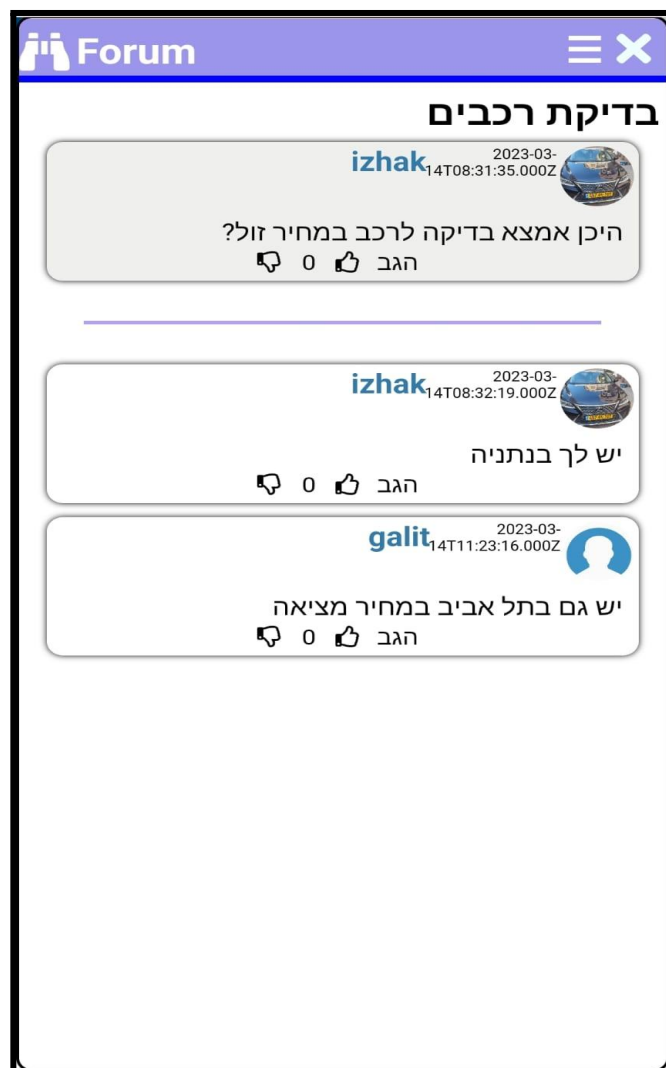 Forum
בדיקת רכבים
izhak
2023-03-
14T08:31:35.000Z
היכן אמצא בדיקה לרכב במחיר זול?
הגב 0
izhak
2023-03-
14T08:32:19.000Z
יש לך בנתניה
הגב 0
galit
2023-03-
14T11:23:16.000Z
יש גם בתל אביב במחיר מציאה
הגב 0